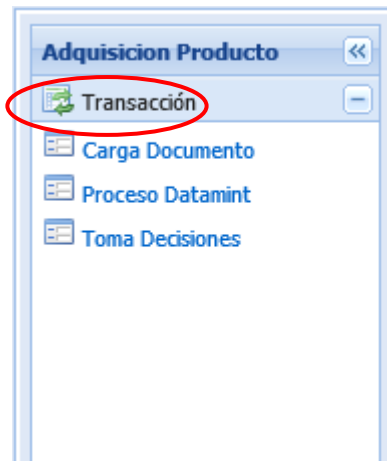 Adquisicion Producto
Transacción
Carga Documento
Proceso Datamint
Toma Decisiones